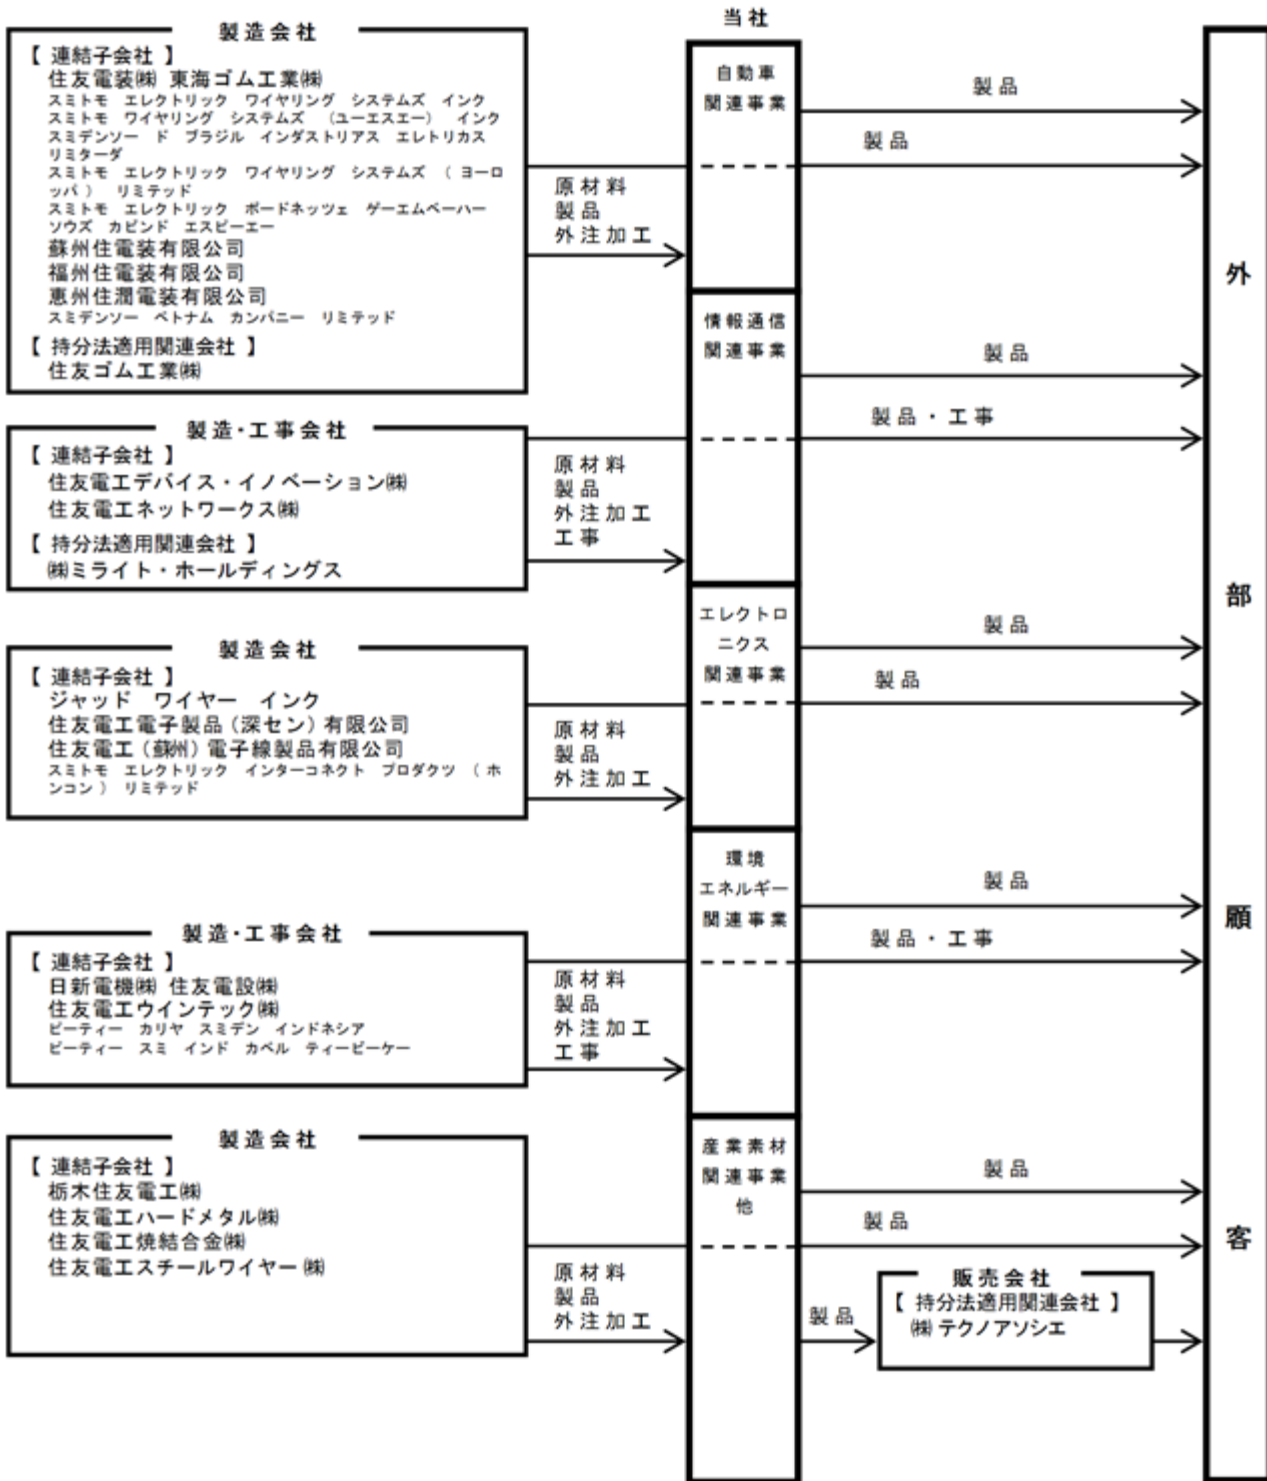 当社
製造会社
【 連結子会社 】
住友電装㈱ 東海ゴム工業㈱
スミトモ エレクトリック ワイヤリング システムズ インク
スミトモ ワイヤリング システムズ (ユーエスエー) インク
スミデンソー ド ブラジル インダストリアス エレトリカス
リミターダ
スミトモ エレクトリック ワイヤリング システムズ ( ヨーロ
ッパ ) リミテッド
スミトモ エレクトリック ボードネッツェ ゲーエムベーハー
ソウズ カビンド エスピーエー
蘇州住電装有限公司
福州住電装有限公司
恵州住潤電装有限公司
スミデンソー ベトナム カンパニー リミテッド
【 持分法適用関連会社 】
住友ゴム工業㈱
原材料
製品
外注加工
自動車
関連事業
製品
製品
製造・工事会社
【 連結子会社 】
住友電工デバイス・イノベーション㈱
住友電工ネットワークス㈱
【 持分法適用関連会社 】
㈱ミライト・ホールディングス
原材料
製品
外注加工
工事
情報通信
関連事業
製品
製品・工事
製造会社
【 連結子会社 】
ジャッド ワイヤー インク
住友電工電子製品(深セン)有限公司
住友電工(蘇州)電子線製品有限公司
スミトモ エレクトリック インターコネクト プロダクツ ( ホ
ンコン ) リミテッド
原材料
製品
外注加工
エレクトロ
ニクス
関連事業
製品
製品
製造・工事会社
【 連結子会社 】
日新電機㈱ 住友電設㈱
住友電工ウインテック㈱
ピーティー カリヤ スミデン インドネシア
ピーティー スミ インド カベル ティービーケー
原材料
製品
外注加工
工事
環境
エネルギー
関連事業
製品
製品・工事
製造会社
【 連結子会社 】
栃木住友電工㈱
住友電工ハードメタル㈱
住友電工焼結合金㈱
住友電工スチールワイヤー㈱
原材料
製品
外注加工
産業素材
関連事業
他
製品
製品
製品
販売会社
【 持分法適用関連会社 】
㈱テクノアソシエ
外
部
顧
客